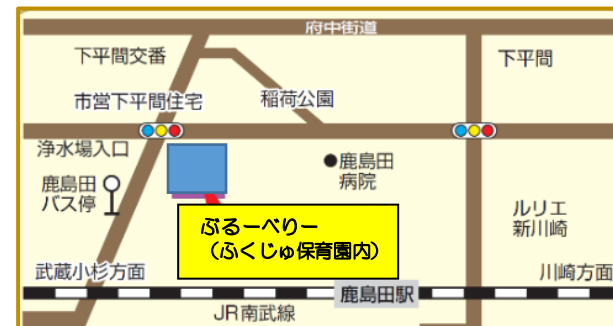 府中街道
下平間交番
下平間
市営下平間住宅
稲荷公園
浄水場入口
鹿島田
病院
鹿島田
バス停
ルリエ
新川崎
ぶるーべりー
（ふくじゅ保育園内）
武蔵小杉方面
川崎方面
鹿島田駅
JR南武線